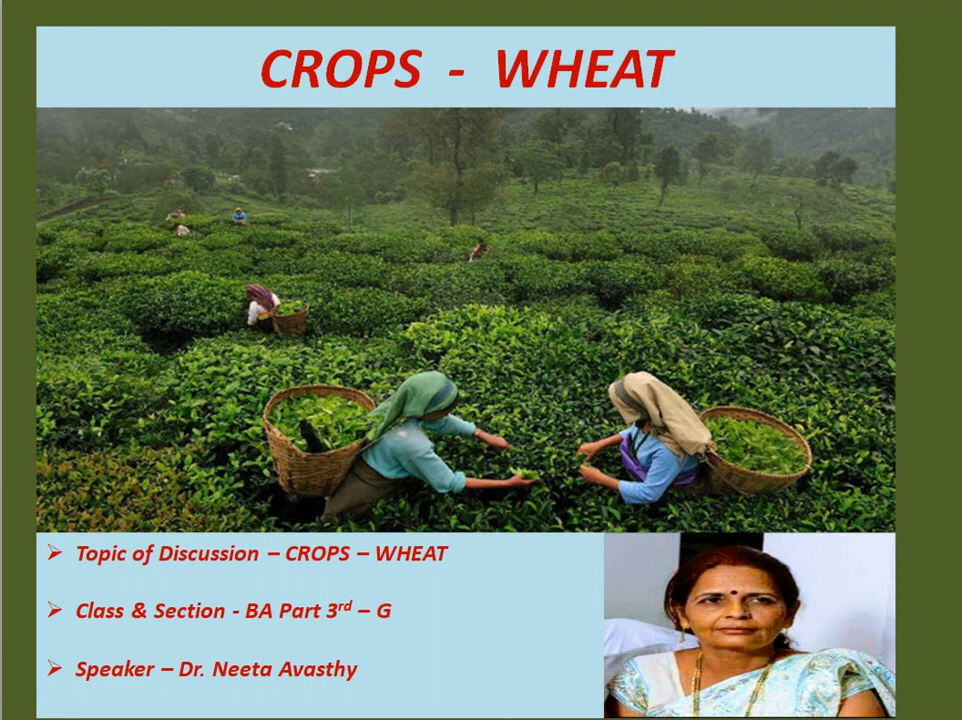 CROPS - WHEAT
➢ Topic of Discussion – CROPS – WHEAT
➢ Class & Section - BA Part 3rd – G
➢ Speaker – Dr. Neeta Avasthy